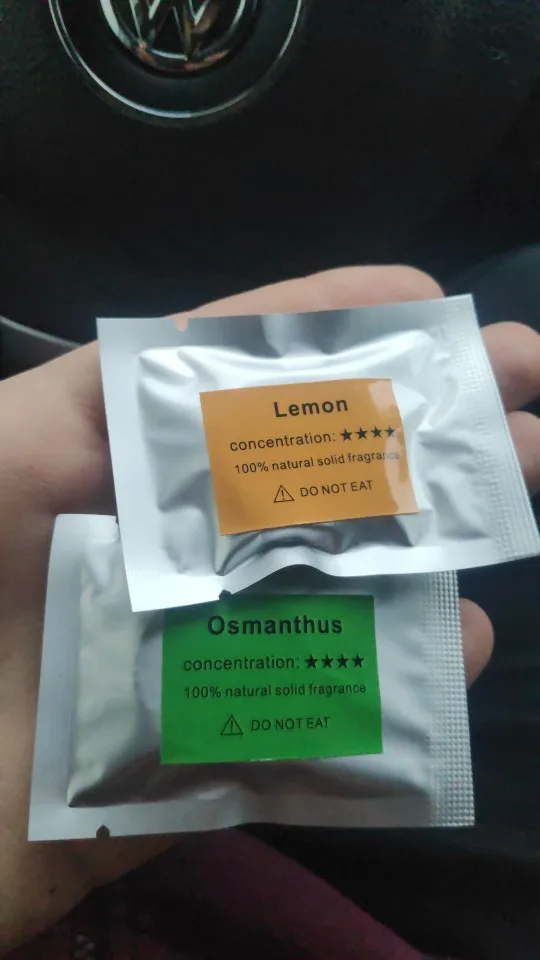 Lemon
concentration: ★★★★
100% natural solid fragrance
DO NOT EAT
Osmanthus
concentration: ★★★★
100% natural solid fragrance
DO NOT EAT